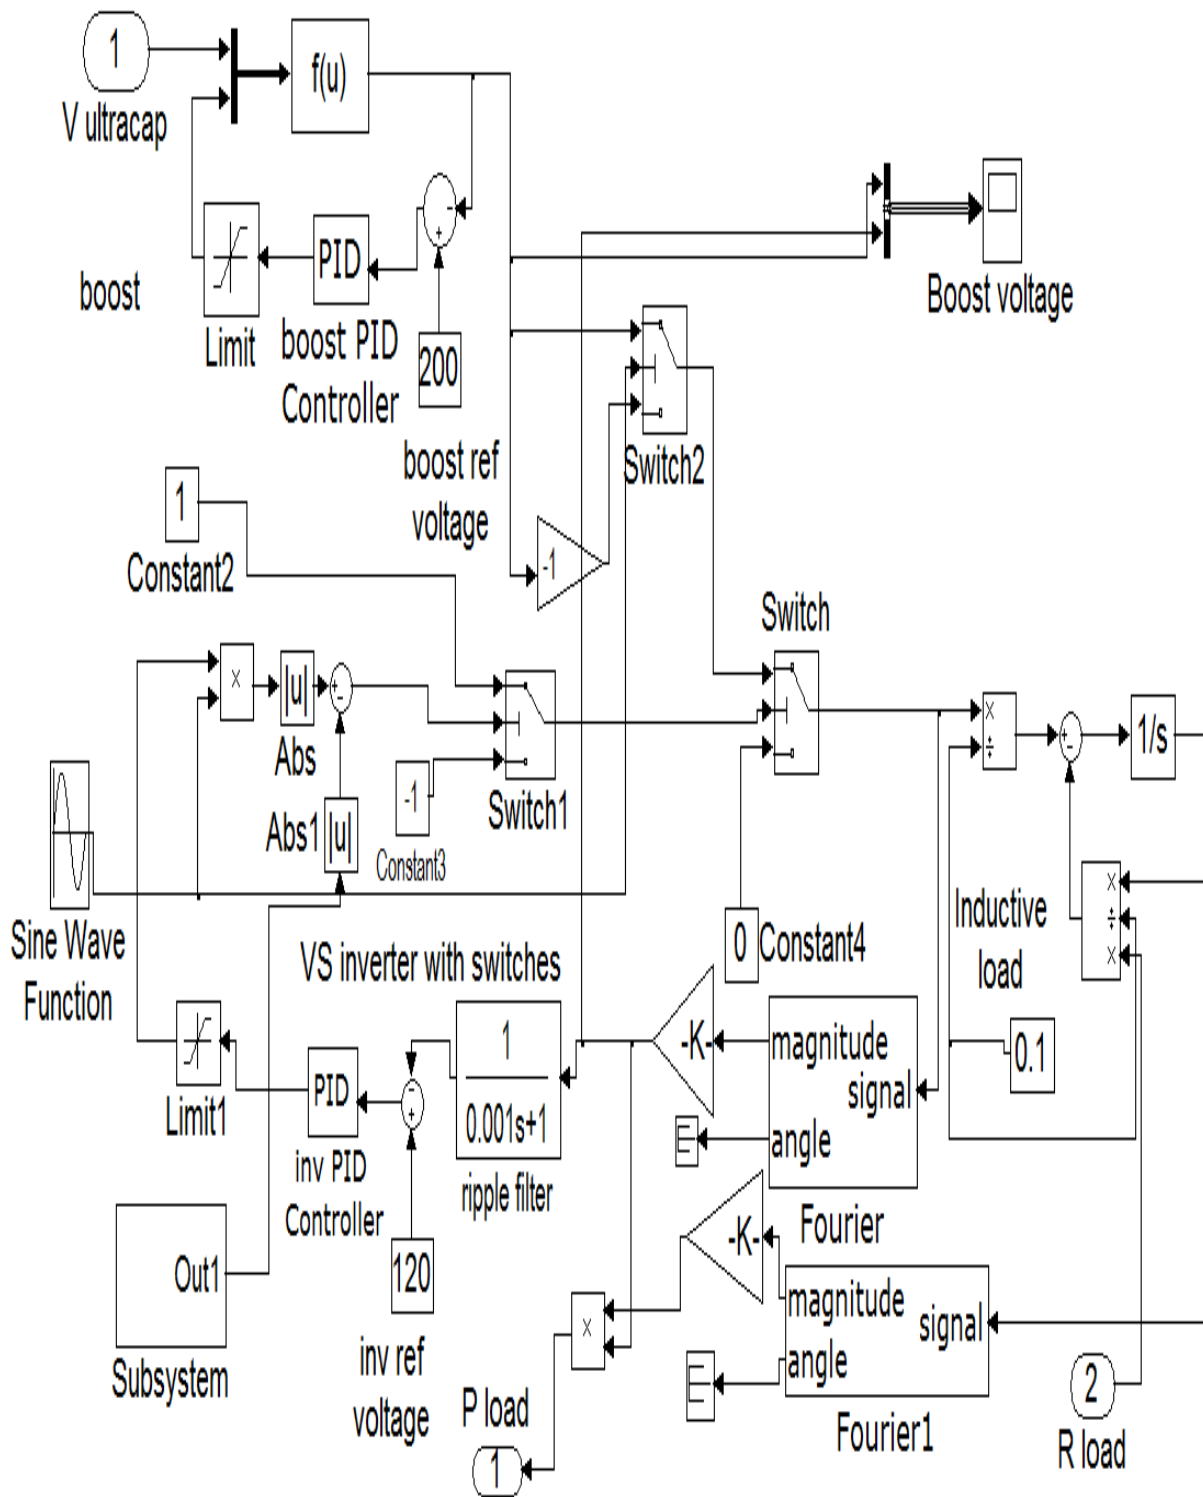 1
V ultracap
f(u)
boost
Limit
PID
boost PID
Controller
200
boost ref
voltage
Boost voltage
Switch2
1
Constant2
-1
Switch
×
|u|
Abs
+
-
Abs1
|u|
-1
Constant3
Switch1
×
÷
+
-
1/s
Sine Wave
Function
VS inverter with switches
0
Constant4
Inductive
load
×
÷
×
0.1
Limit1
PID
inv PID
Controller
-
+
1
0.001s+1
ripple filter
-K-
magnitude
signal
angle
Fourier
Out1
Subsystem
120
inv ref
voltage
-K-
×
magnitude
signal
angle
Fourier1
P load
1
2
R load